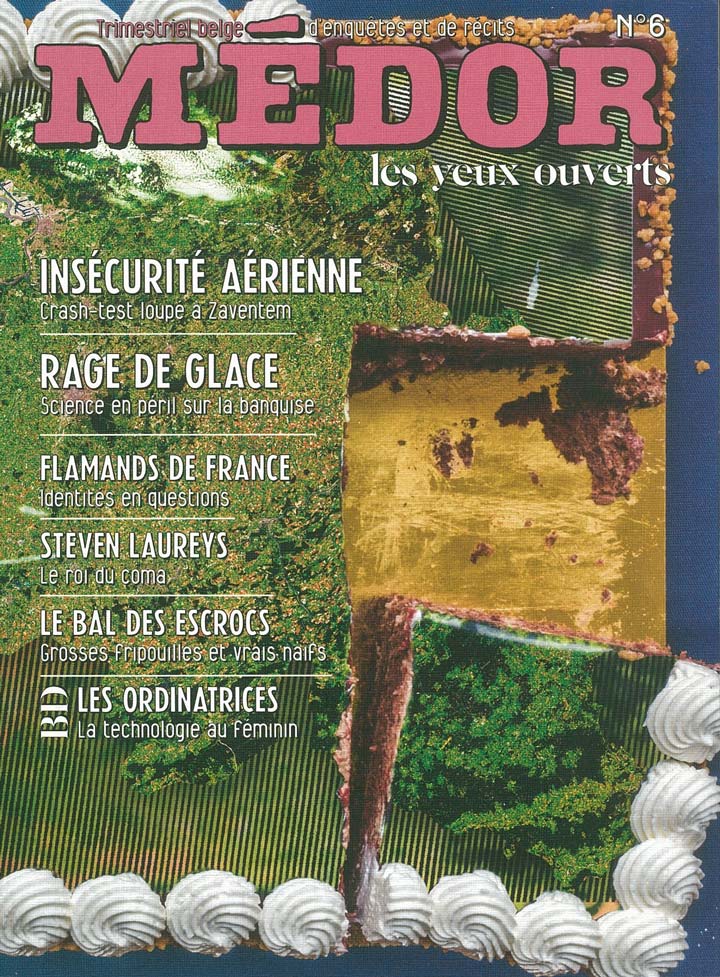 Trimestriel belge d'enquêtes et de récits N°6
MÉDOR
les yeux ouverts
INSÉCURITÉ AÉRIENNE
Crash-test loupé à Zaventem
RAGE DE GLACE
Science en péril sur la banquise
FLAMANDS DE FRANCE
Identités en questions
STEVEN LAUREYS
Le roi du coma
LE BAL DES ESCROCS
Grosses fripouilles et vrais naïfs
BD LES ORDINATRICES
La technologie au féminin